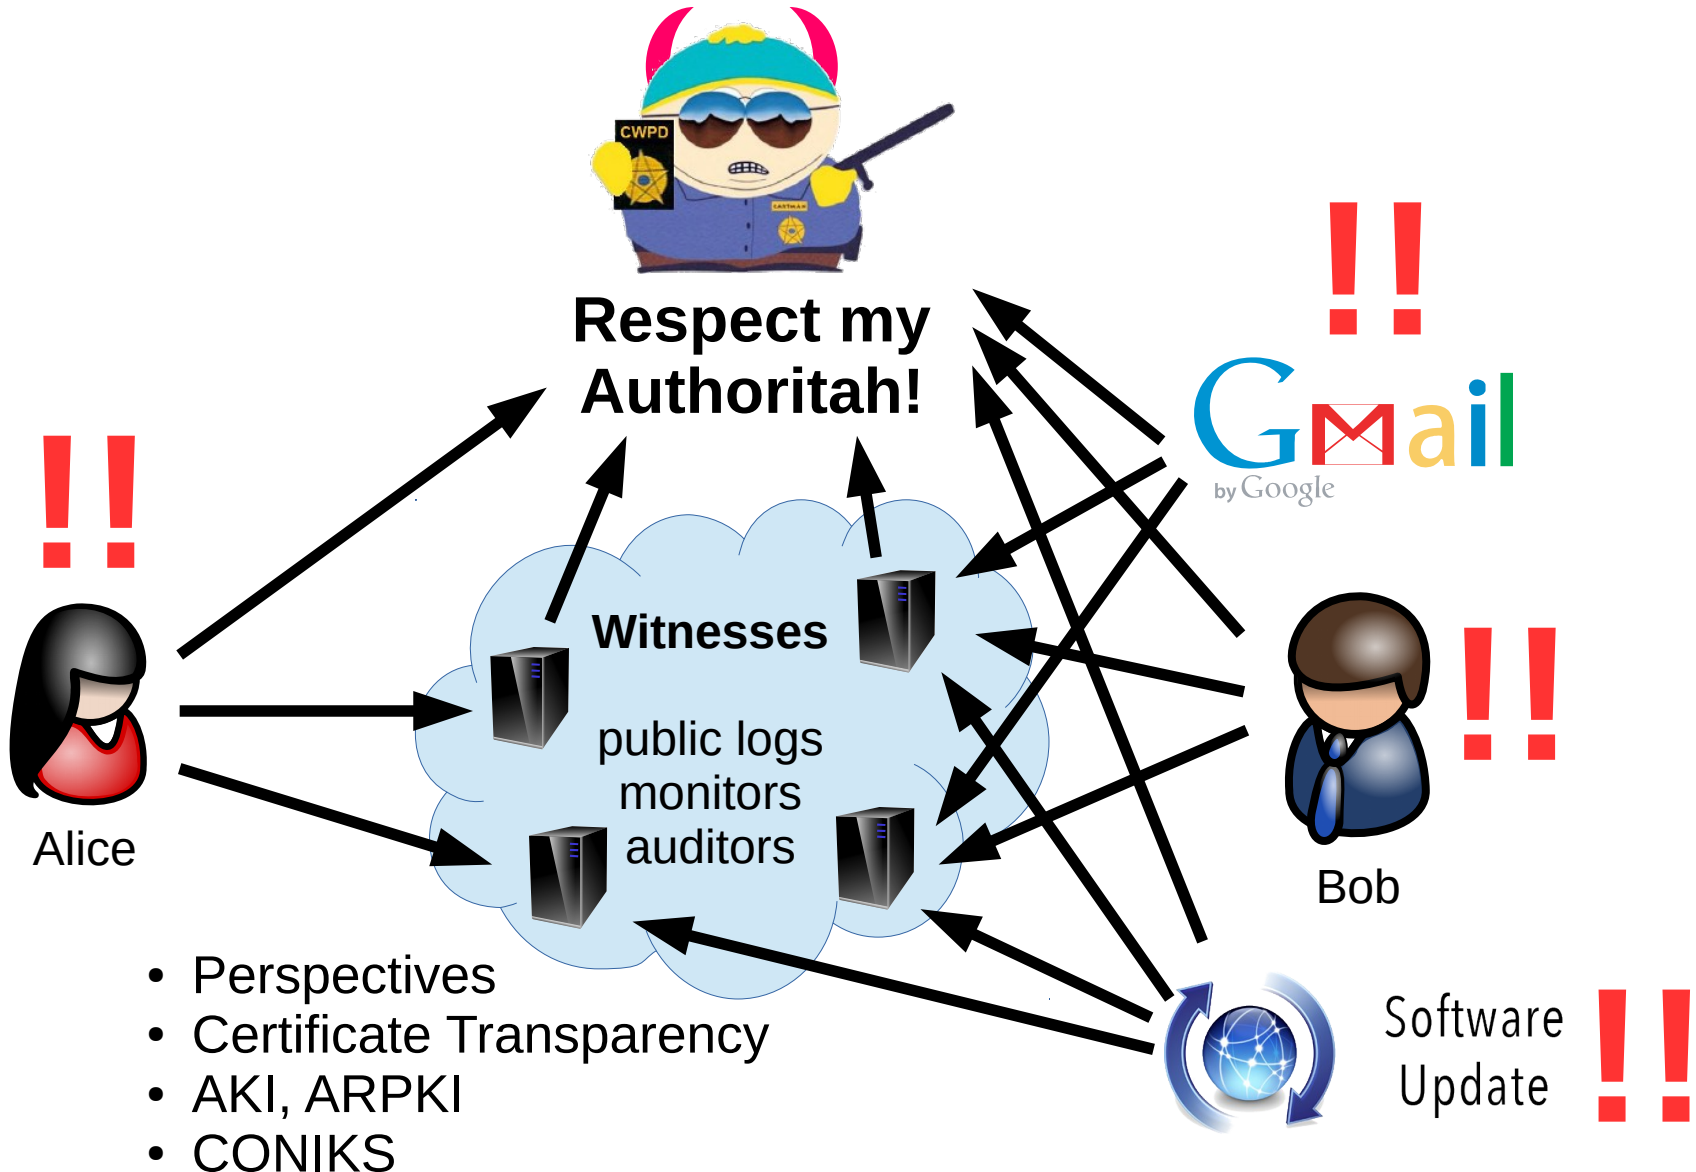 CWPD
CARTMAN
Respect my
Authoritah!
!!
Gmail
by Google
!!
Witnesses
public logs
monitors
auditors
Alice
!!
Bob
• Perspectives
• Certificate Transparency
• AKI, ARPKI
• CONIKS
Software
Update
!!